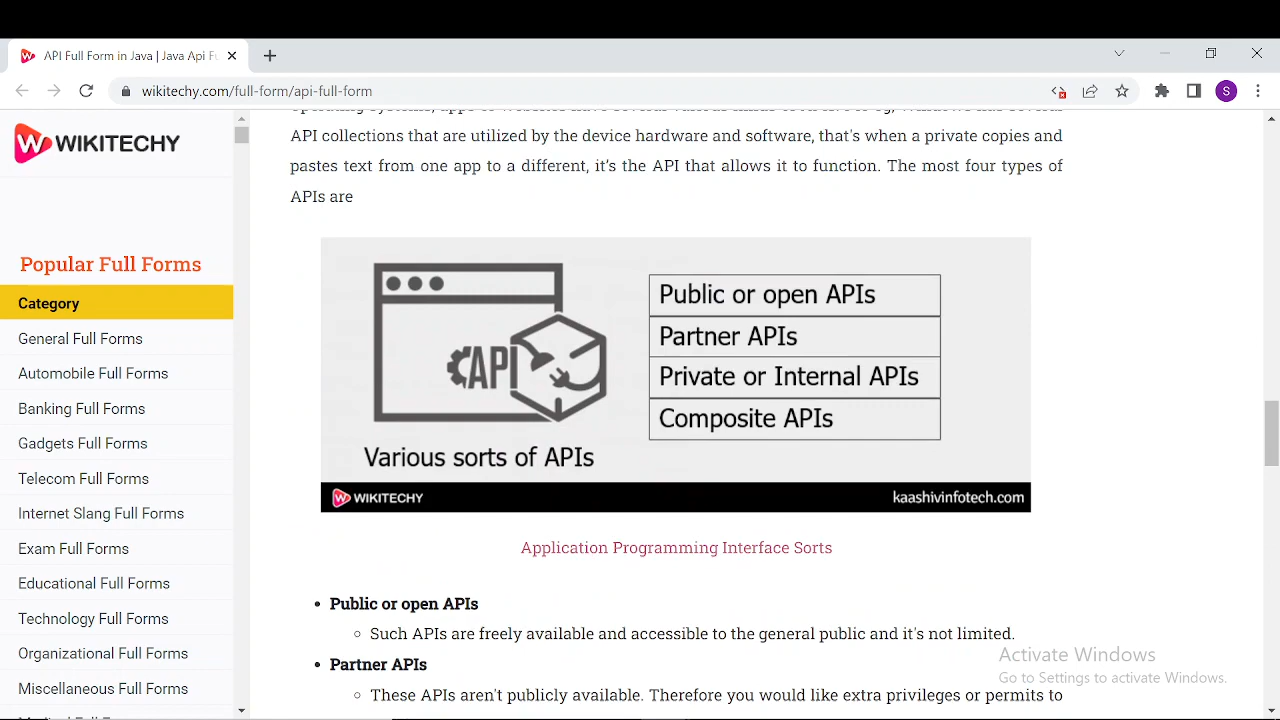 API Full Form in Java | Java Api Fu
wikitechy.com/full-form/api-full-form
S
WIKITECHY
Popular Full Forms
Category
General Full Forms
Automobile Full Forms
Banking Full Forms
Gadgets Full Forms
Telecom Full Forms
Internet Slang Full Forms
Exam Full Forms
Educational Full Forms
Technology Full Forms
Organizational Full Forms
Miscellaneous Full Forms
API collections that are utilized by the device hardware and software, that's when a private copies and
pastes text from one app to a different, it's the API that allows it to function. The most four types of
APIs are
API
Various sorts of APIs
Public or open APIs
Partner APIs
Private or Internal APIs
Composite APIs
WIKITECHY
kaashivinfotech.com
Application Programming Interface Sorts
• Public or open APIs
Such APIs are freely available and accessible to the general public and it's not limited.
• Partner APIs
These APIs aren't publicly available. Therefore you would like extra privileges or permits to
Activate Windows
Go to Settings to activate Windows.